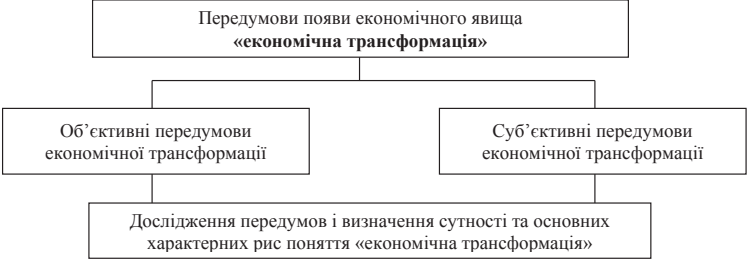 Передумови появи економічного явища
«економічна трансформація»
Об’єктивні передумови
економічної трансформації
Суб’єктивні передумови
економічної трансформації
Дослідження передумов і визначення сутності та основних
характерних рис поняття «економічна трансформація»